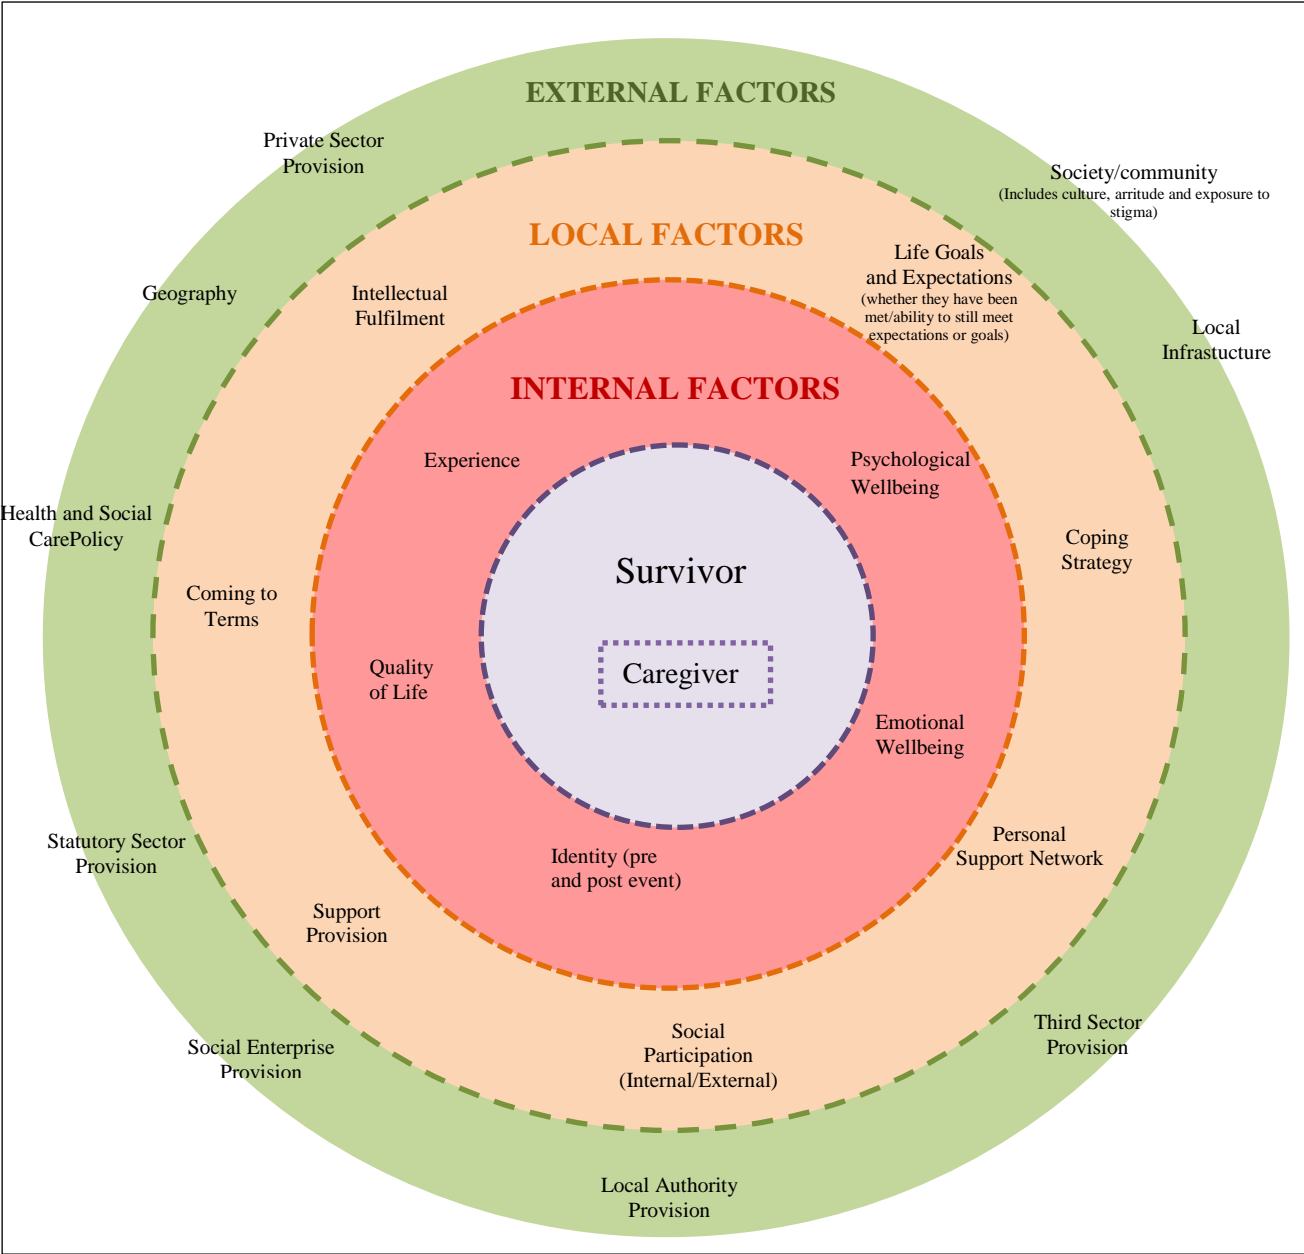 EXTERNAL FACTORS
Private Sector
Provision
Society/community
(Includes culture, arritude and exposure to
stigma)
LOCAL FACTORS
Life Goals
and Expectations
(whether they have been
met/ability to still meet
expectations or goals)
Geography
Intellectual
Fulfilment
Local
Infrastucture
INTERNAL FACTORS
Experience
Psychological
Wellbeing
Health and Social
CarePolicy
Coping
Strategy
Survivor
Coming to
Terms
Caregiver
Quality
of Life
Emotional
Wellbeing
Statutory Sector
Provision
Personal
Support Network
Identity (pre
and post event)
Support
Provision
Third Sector
Provision
Social
Participation
(Internal/External)
Social Enterprise
Provision
Local Authority
Provision